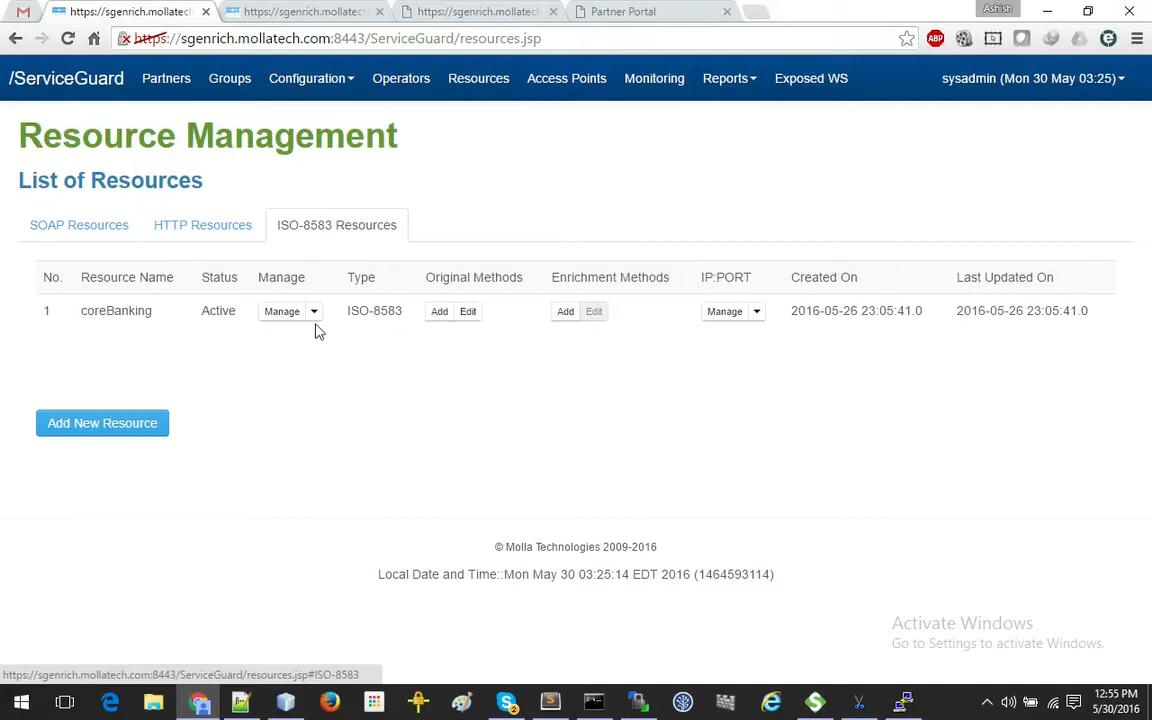 https://sgenrich.mollatech
https://sgenrich.mollatech
https://sgenrich.mollatech
Partner Portal
Ashish
https://sgenrich.mollatech.com:8443/ServiceGuard/resources.jsp
ABP
/ServiceGuard Partners Groups Configuration Operators Resources Access Points Monitoring Reports Exposed WS sysadmin (Mon 30 May 03:25)
Resource Management
List of Resources
SOAP Resources HTTP Resources ISO-8583 Resources
No. Resource Name Status Manage Type Original Methods Enrichment Methods IP:PORT Created On Last Updated On
1 coreBanking Active Manage ISO-8583 Add Edit Add Edit Manage 2016-05-26 23:05:41.0 2016-05-26 23:05:41.0
Add New Resource
© Molla Technologies 2009-2016
Local Date and Time::Mon May 30 03:25:14 EDT 2016 (1464593114)
Activate Windows
Go to Settings to activate Windows.
https://sgenrich.mollatech.com:8443/ServiceGuard/resources.jsp#ISO-8583
2
12:55 PM
5/30/2016